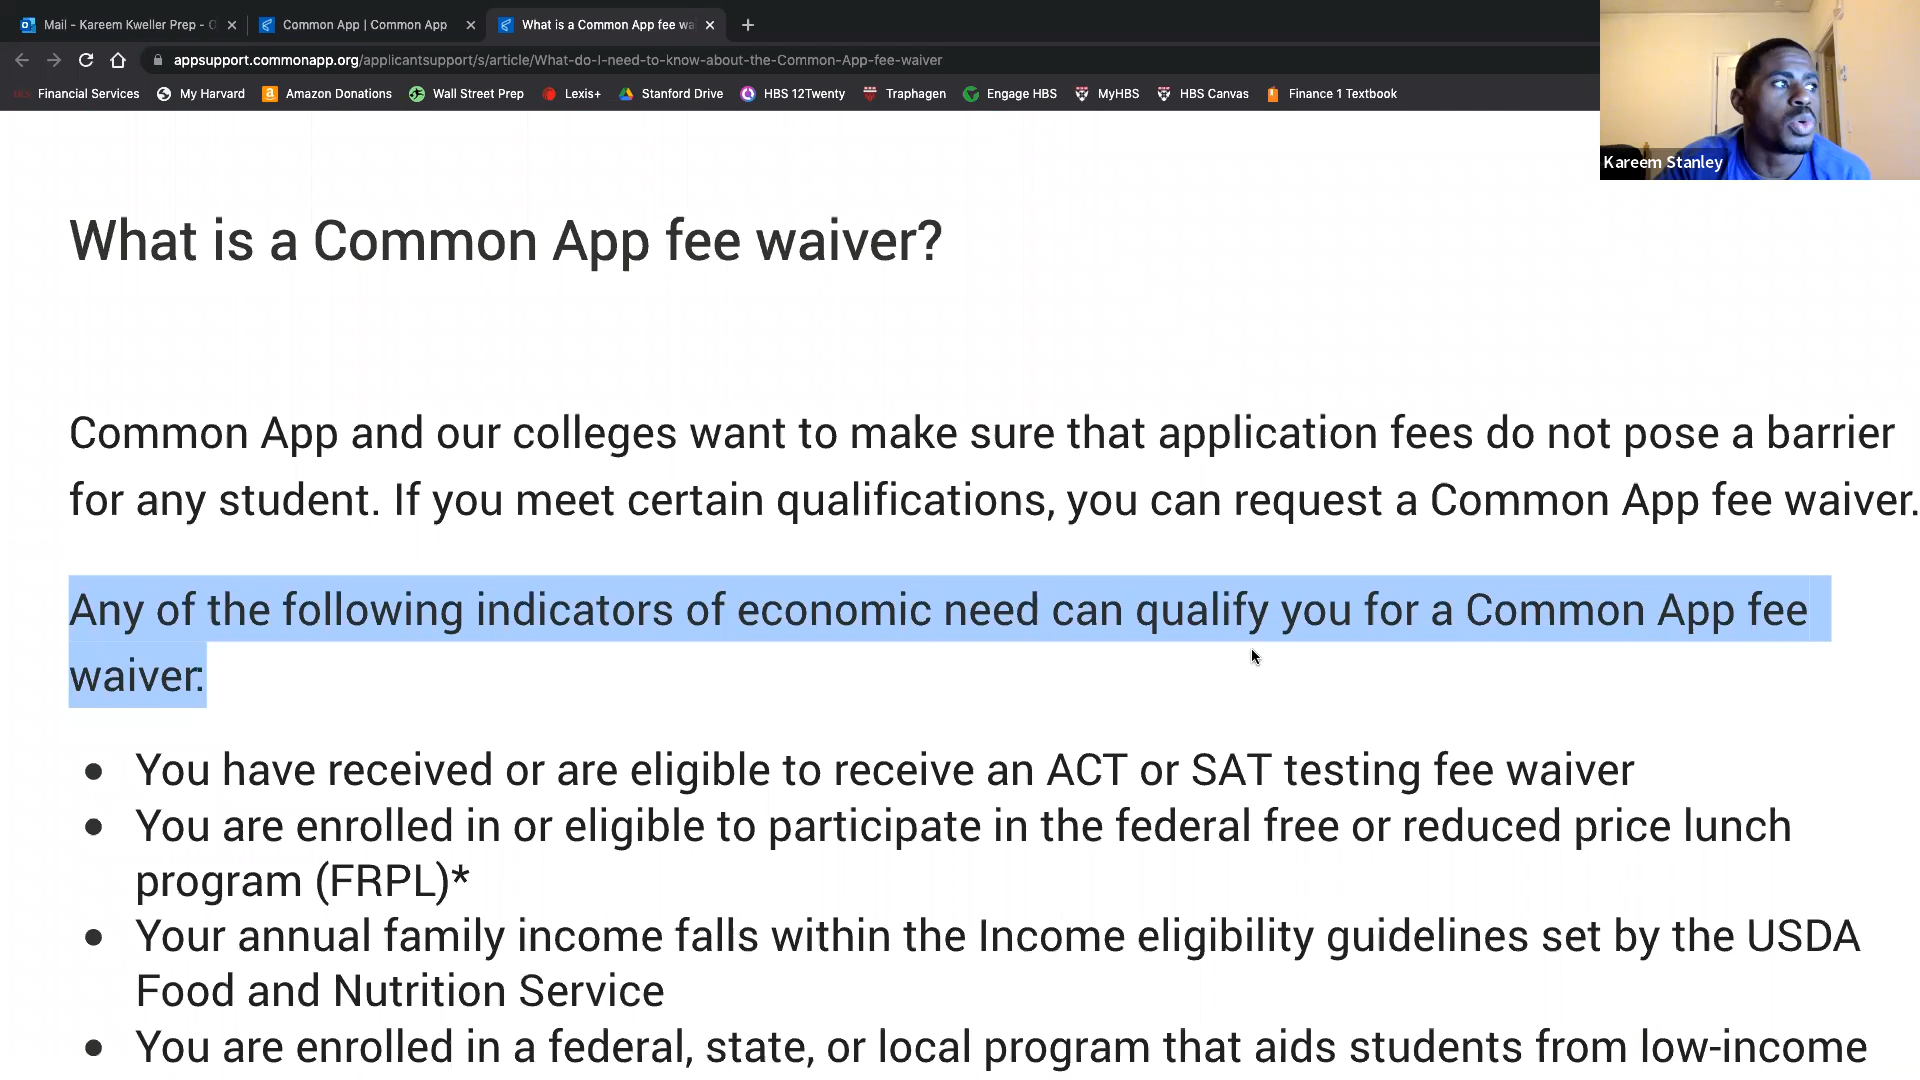 Mail - Kareem Kweller Prep -
Common App | Common App
What is a Common App fee wa
appsupport.commonapp.org/applicantsupport/s/article/What-do-I-need-to-know-about-the-Common-App-fee-waiver
Financial Services My Harvard Amazon Donations Wall Street Prep Lexis+ Stanford Drive HBS 12Twenty Traphagen Engage HBS MyHBS HBS Canvas Finance 1 Textbook
Kareem Stanley
What is a Common App fee waiver?
Common App and our colleges want to make sure that application fees do not pose a barrier
for any student. If you meet certain qualifications, you can request a Common App fee waiver.
Any of the following indicators of economic need can qualify you for a Common App fee
waiver:
• You have received or are eligible to receive an ACT or SAT testing fee waiver
• You are enrolled in or eligible to participate in the federal free or reduced price lunch
program (FRPL)*
• Your annual family income falls within the Income eligibility guidelines set by the USDA
Food and Nutrition Service
• You are enrolled in a federal, state, or local program that aids students from low-income